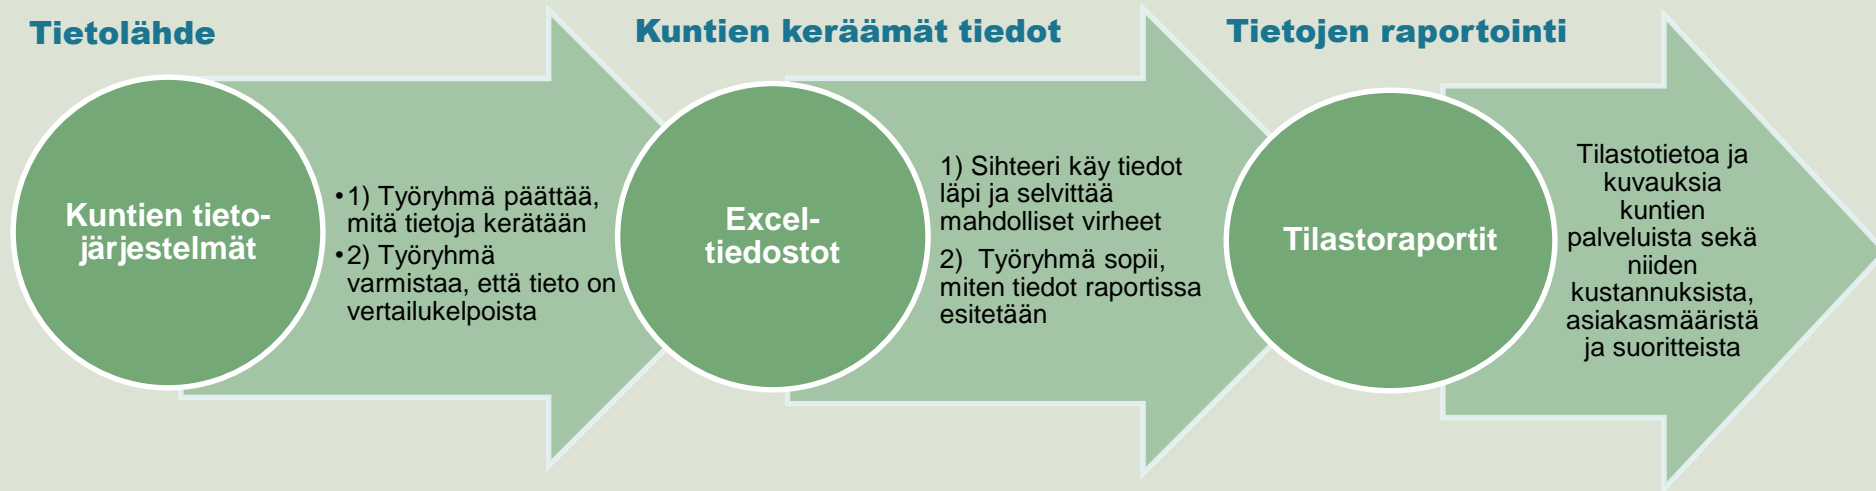 Tietolähde
Kuntien tieto-
järjestelmät
•1) Työryhmä päättää,
mitä tietoja kerätään
•2) Työryhmä
varmistaa, että tieto on
vertailukelpoista
Kuntien keräämät tiedot
Excel-
tiedostot
1) Sihteeri käy tiedot
läpi ja selvittää
mahdolliset virheet
2) Työryhmä sopii,
miten tiedot raportissa
esitetään
Tietojen raportointi
Tilastoraportit
Tilastotietoa ja
kuvauksia
kuntien
palveluista sekä
niiden
kustannuksista,
asiakasmääristä
ja suoritteista